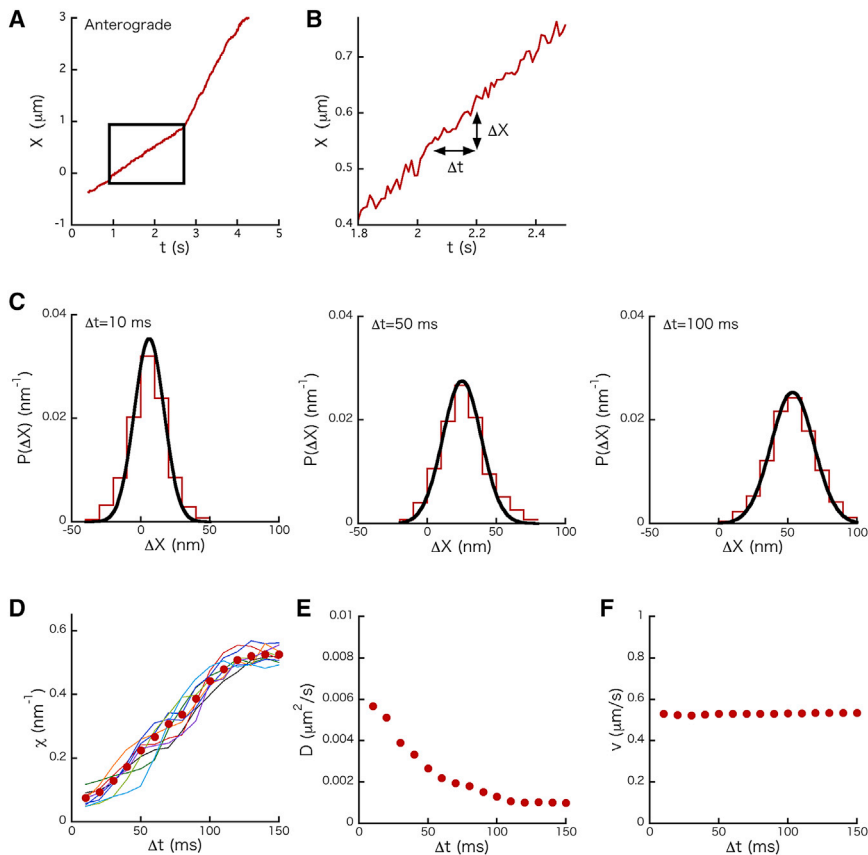 A
Anterograde
X (μm)
3
2
1
0
-1
0 1 2 3 4 5
t (s)
B
X (μm)
0.7
0.6
0.5
0.4
ΔX
Δt
1.8 2 2.2 2.4
t (s)
C
Δt=10 ms
P(ΔX) (nm-1)
0.04
0.02
0
-50 0 50 100
ΔX (nm)
Δt=50 ms
P(ΔX) (nm-1)
0.04
0.02
0
-50 0 50 100
ΔX (nm)
Δt=100 ms
P(ΔX) (nm-1)
0.04
0.02
0
-50 0 50 100
ΔX (nm)
D
χ (nm-1)
0.6
0.4
0.2
0
0 50 100 150
Δt (ms)
E
D (μm2/s)
0.01
0.008
0.006
0.004
0.002
0
0 50 100 150
Δt (ms)
F
v (μm/s)
1
0.8
0.6
0.4
0.2
0
0 50 100 150
Δt (ms)